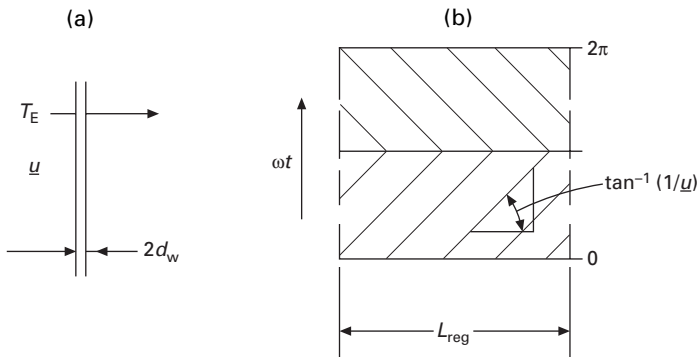 (a)
(b)
T_E
u
2d_w
ωt
2π
tan⁻¹ (1/u)
0
L_reg